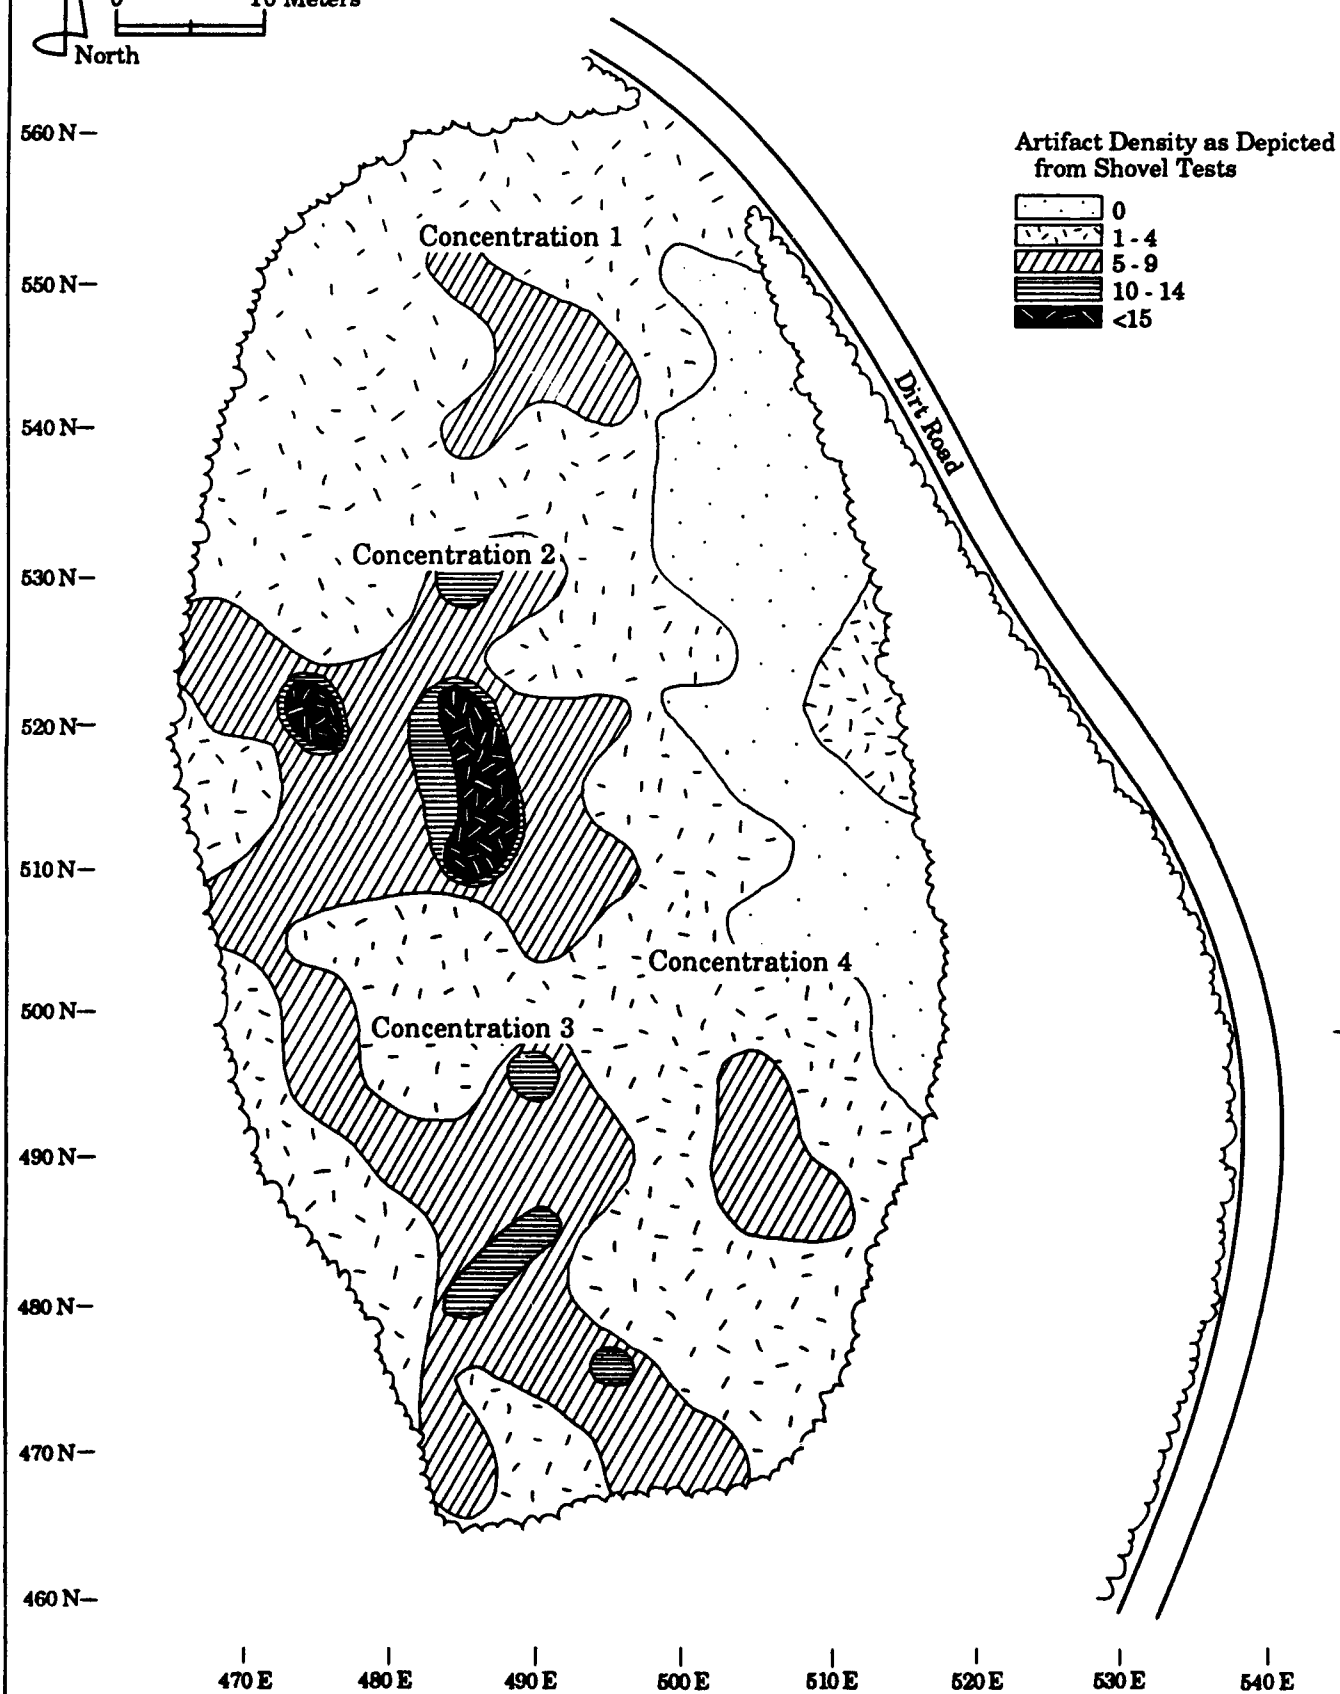 0 10 Meters
North
560 N
550 N
540 N
530 N
520 N
510 N
500 N
490 N
480 N
470 N
460 N
Artifact Density as Depicted
from Shovel Tests
0
1 - 4
5 - 9
10 - 14
<15
Concentration 1
Dirt Road
Concentration 2
Concentration 4
Concentration 3
470 E 480 E 490 E 500 E 510 E 520 E 530 E 540 E